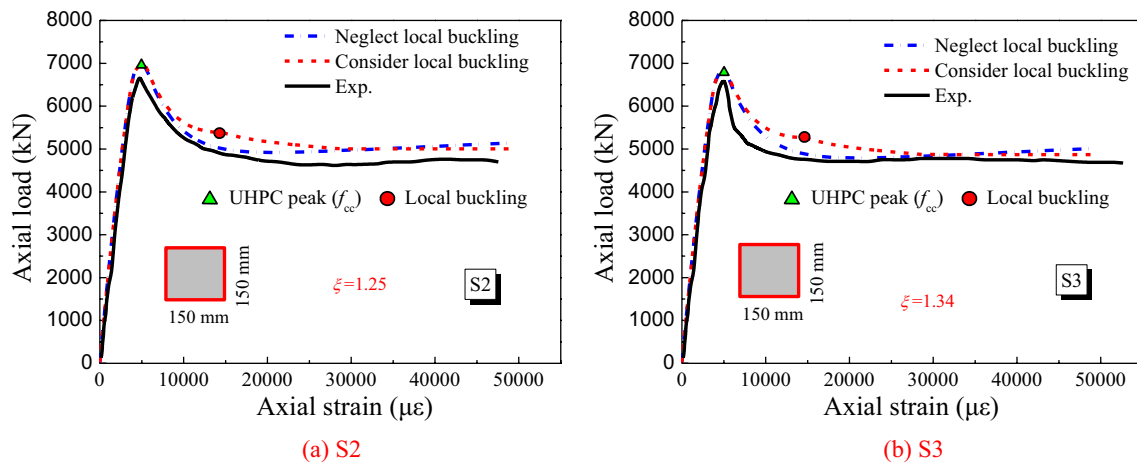 8000
7000
6000
5000
4000
3000
2000
1000
0
Axial load (kN)
Neglect local buckling
Consider local buckling
Exp.
UHPC peak (fcc)
Local buckling
150 mm
150 mm
ξ=1.25
S2
0 10000 20000 30000 40000 50000
Axial strain (με)
(a) S2
8000
7000
6000
5000
4000
3000
2000
1000
0
Axial load (kN)
Neglect local buckling
Consider local buckling
Exp.
UHPC peak (fcc)
Local buckling
150 mm
150 mm
ξ=1.34
S3
0 10000 20000 30000 40000 50000
Axial strain (με)
(b) S3